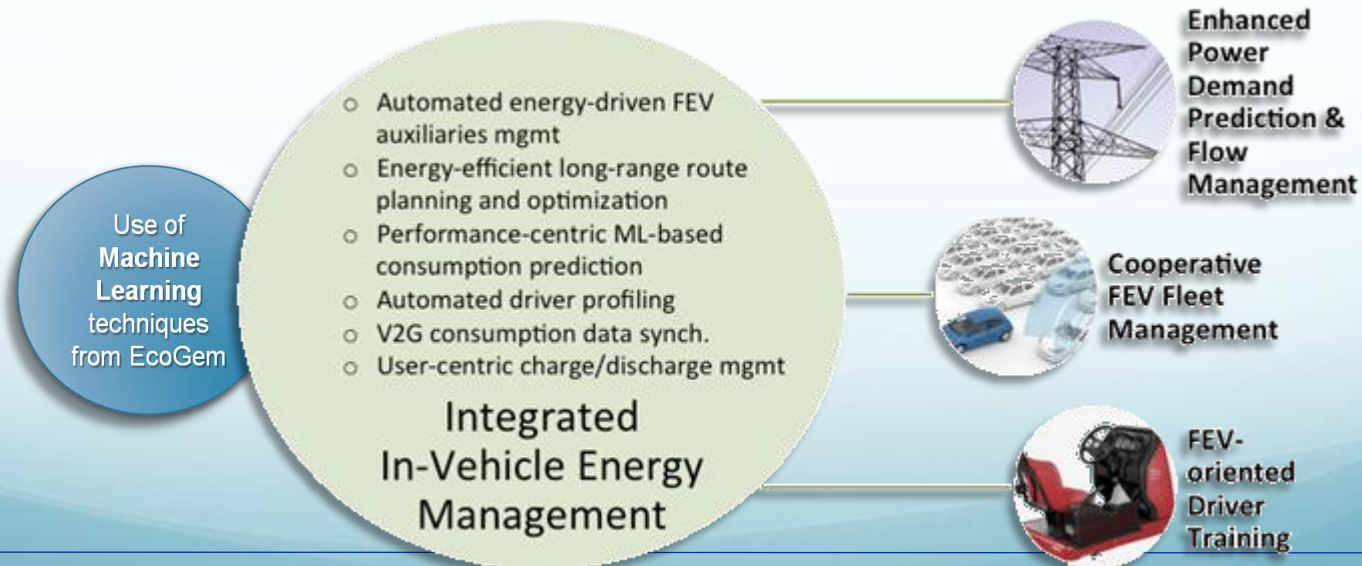 Use of
Machine
Learning
techniques
from EcoGem
o Automated energy-driven FEV
auxiliaries mgmt
o Energy-efficient long-range route
planning and optimization
o Performance-centric ML-based
consumption prediction
o Automated driver profiling
o V2G consumption data synch.
o User-centric charge/discharge mgmt
Integrated
In-Vehicle Energy
Management
Enhanced
Power
Demand
Prediction &
Flow
Management
Cooperative
FEV Fleet
Management
FEV-
oriented
Driver
Training